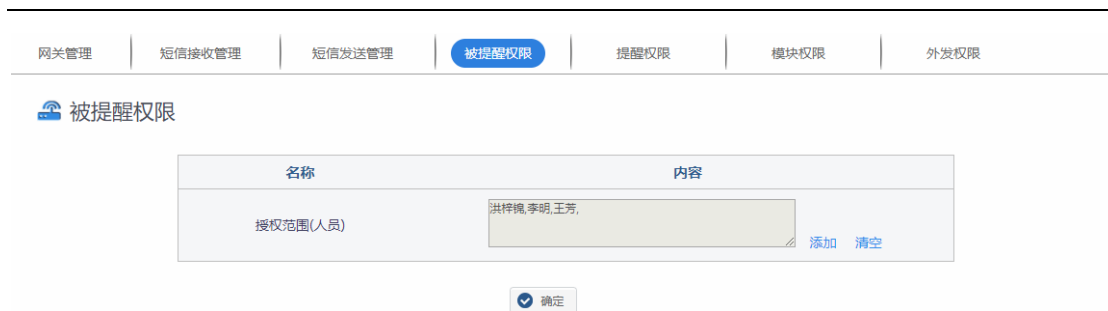 网关管理 短信接收管理 短信发送管理 被提醒权限 提醒权限 模块权限 外发权限
被提醒权限
名称 内容
授权范围(人员) 洪梓锦,李明,王芳,
添加 清空
确定